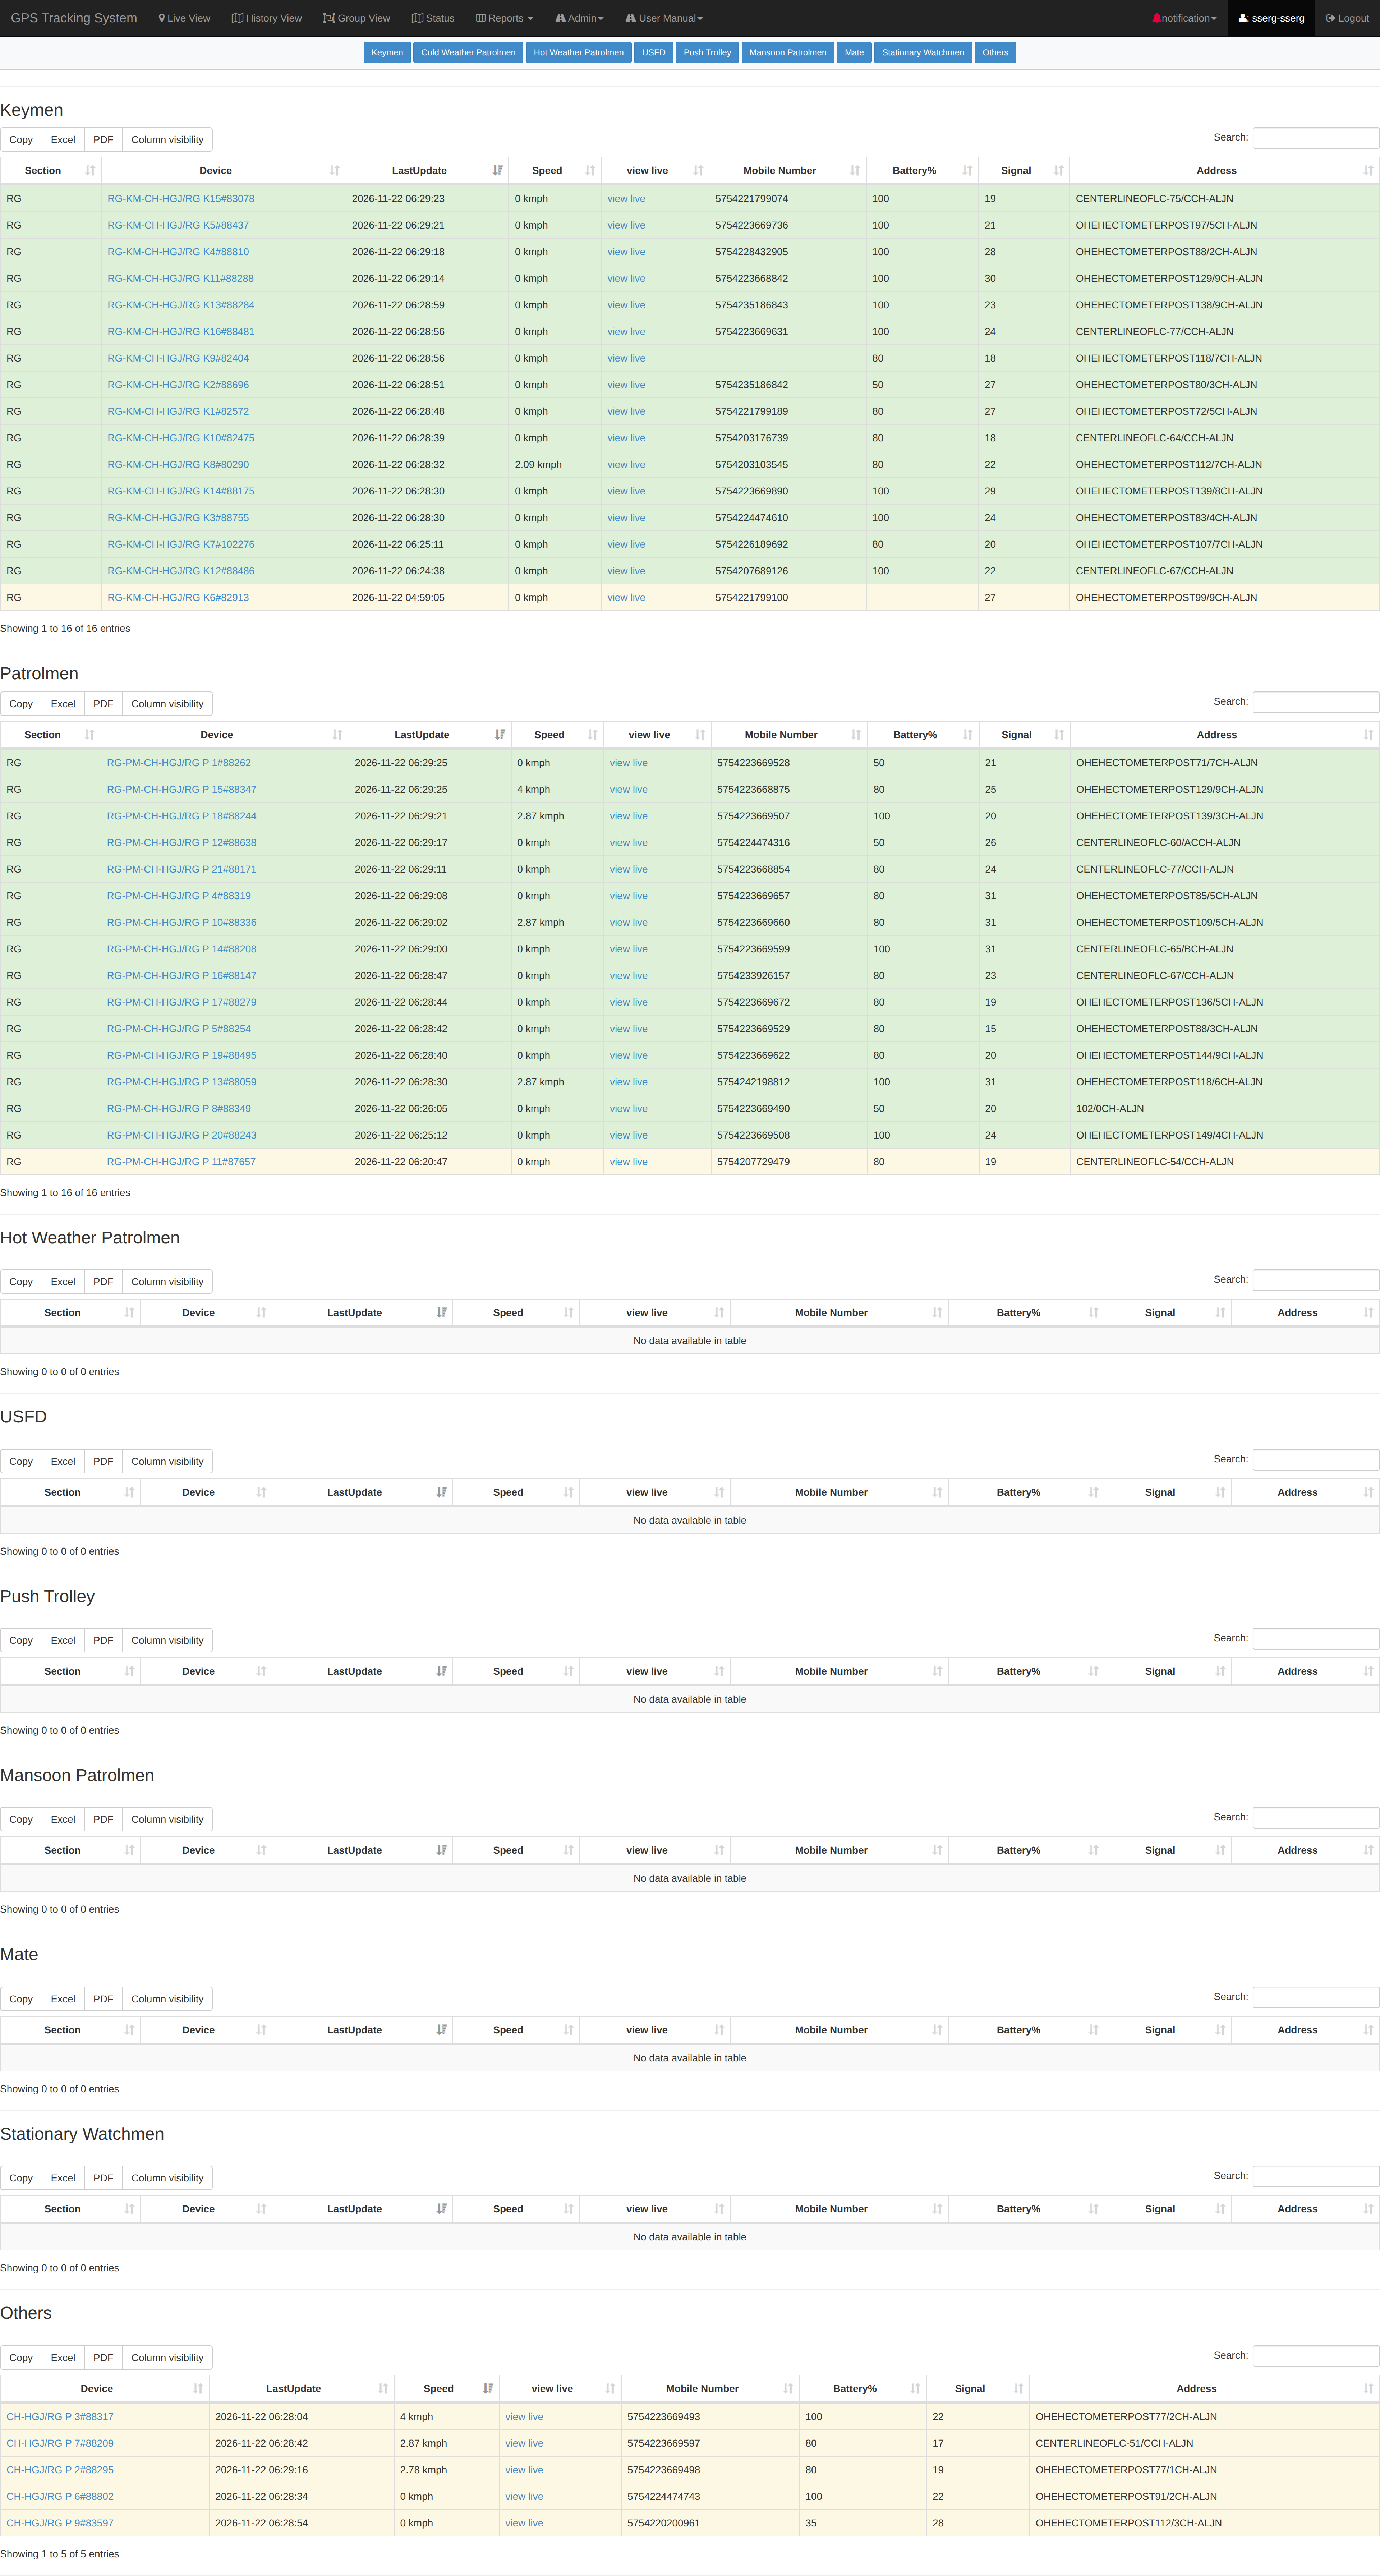 GPS Tracking System Live View History View Group View Status Reports Admin User Manual notification : sserg-sserg Logout
Keymen Cold Weather Patrolmen Hot Weather Patrolmen USFD Push Trolley Mansoon Patrolmen Mate Stationary Watchmen Others
Keymen
Copy Excel PDF Column visibility Search:
Section Device LastUpdate Speed view live Mobile Number Battery% Signal Address
RG RG-KM-CH-HGJ/RG K15#83078 2026-11-22 06:29:23 0 kmph view live 5754221799074 100 19 CENTERLINEOFLC-75/CCH-ALJN
RG RG-KM-CH-HGJ/RG K5#88437 2026-11-22 06:29:21 0 kmph view live 5754223669736 100 21 OHEHECTOMETERPOST97/5CH-ALJN
RG RG-KM-CH-HGJ/RG K4#88810 2026-11-22 06:29:18 0 kmph view live 5754228432905 100 28 OHEHECTOMETERPOST88/2CH-ALJN
RG RG-KM-CH-HGJ/RG K11#88288 2026-11-22 06:29:14 0 kmph view live 5754223668842 100 30 OHEHECTOMETERPOST129/9CH-ALJN
RG RG-KM-CH-HGJ/RG K13#88284 2026-11-22 06:28:59 0 kmph view live 5754235186843 100 23 OHEHECTOMETERPOST138/9CH-ALJN
RG RG-KM-CH-HGJ/RG K16#88481 2026-11-22 06:28:56 0 kmph view live 5754223669631 100 24 CENTERLINEOFLC-77/CCH-ALJN
RG RG-KM-CH-HGJ/RG K9#82404 2026-11-22 06:28:56 0 kmph view live 80 18 OHEHECTOMETERPOST118/7CH-ALJN
RG RG-KM-CH-HGJ/RG K2#88696 2026-11-22 06:28:51 0 kmph view live 5754235186842 50 27 OHEHECTOMETERPOST80/3CH-ALJN
RG RG-KM-CH-HGJ/RG K1#82572 2026-11-22 06:28:48 0 kmph view live 5754221799189 80 27 OHEHECTOMETERPOST72/5CH-ALJN
RG RG-KM-CH-HGJ/RG K10#82475 2026-11-22 06:28:39 0 kmph view live 5754203176739 80 18 CENTERLINEOFLC-64/CCH-ALJN
RG RG-KM-CH-HGJ/RG K8#80290 2026-11-22 06:28:32 2.09 kmph view live 5754203103545 80 22 OHEHECTOMETERPOST112/7CH-ALJN
RG RG-KM-CH-HGJ/RG K14#88175 2026-11-22 06:28:30 0 kmph view live 5754223669890 100 29 OHEHECTOMETERPOST139/8CH-ALJN
RG RG-KM-CH-HGJ/RG K3#88755 2026-11-22 06:28:30 0 kmph view live 5754224474610 100 24 OHEHECTOMETERPOST83/4CH-ALJN
RG RG-KM-CH-HGJ/RG K7#102276 2026-11-22 06:25:11 0 kmph view live 5754226189692 80 20 OHEHECTOMETERPOST107/7CH-ALJN
RG RG-KM-CH-HGJ/RG K12#88486 2026-11-22 06:24:38 0 kmph view live 5754207689126 100 22 CENTERLINEOFLC-67/CCH-ALJN
RG RG-KM-CH-HGJ/RG K6#82913 2026-11-22 04:59:05 0 kmph view live 5754221799100 27 OHEHECTOMETERPOST99/9CH-ALJN
Showing 1 to 16 of 16 entries
Patrolmen
Copy Excel PDF Column visibility Search:
Section Device LastUpdate Speed view live Mobile Number Battery% Signal Address
RG RG-PM-CH-HGJ/RG P 1#88262 2026-11-22 06:29:25 0 kmph view live 5754223669528 50 21 OHEHECTOMETERPOST71/7CH-ALJN
RG RG-PM-CH-HGJ/RG P 15#88347 2026-11-22 06:29:25 4 kmph view live 5754223668875 80 25 OHEHECTOMETERPOST129/9CH-ALJN
RG RG-PM-CH-HGJ/RG P 18#88244 2026-11-22 06:29:21 2.87 kmph view live 5754223669507 100 20 OHEHECTOMETERPOST139/3CH-ALJN
RG RG-PM-CH-HGJ/RG P 12#88638 2026-11-22 06:29:17 0 kmph view live 5754224474316 50 26 CENTERLINEOFLC-60/ACCH-ALJN
RG RG-PM-CH-HGJ/RG P 21#88171 2026-11-22 06:29:11 0 kmph view live 5754223668854 80 24 CENTERLINEOFLC-77/CCH-ALJN
RG RG-PM-CH-HGJ/RG P 4#88319 2026-11-22 06:29:08 0 kmph view live 5754223669657 80 31 OHEHECTOMETERPOST85/5CH-ALJN
RG RG-PM-CH-HGJ/RG P 10#88336 2026-11-22 06:29:02 2.87 kmph view live 5754223669660 80 31 OHEHECTOMETERPOST109/5CH-ALJN
RG RG-PM-CH-HGJ/RG P 14#88208 2026-11-22 06:29:00 0 kmph view live 5754223669599 100 31 CENTERLINEOFLC-65/BCH-ALJN
RG RG-PM-CH-HGJ/RG P 16#88147 2026-11-22 06:28:47 0 kmph view live 5754233926157 80 23 CENTERLINEOFLC-67/CCH-ALJN
RG RG-PM-CH-HGJ/RG P 17#88279 2026-11-22 06:28:44 0 kmph view live 5754223669672 80 19 OHEHECTOMETERPOST136/5CH-ALJN
RG RG-PM-CH-HGJ/RG P 5#88254 2026-11-22 06:28:42 0 kmph view live 5754223669529 80 15 OHEHECTOMETERPOST88/3CH-ALJN
RG RG-PM-CH-HGJ/RG P 19#88495 2026-11-22 06:28:40 0 kmph view live 5754223669622 80 20 OHEHECTOMETERPOST144/9CH-ALJN
RG RG-PM-CH-HGJ/RG P 13#88059 2026-11-22 06:28:30 2.87 kmph view live 5754242198812 100 31 OHEHECTOMETERPOST118/6CH-ALJN
RG RG-PM-CH-HGJ/RG P 8#88349 2026-11-22 06:26:05 0 kmph view live 5754223669490 50 20 102/0CH-ALJN
RG RG-PM-CH-HGJ/RG P 20#88243 2026-11-22 06:25:12 0 kmph view live 5754223669508 100 24 OHEHECTOMETERPOST149/4CH-ALJN
RG RG-PM-CH-HGJ/RG P 11#87657 2026-11-22 06:20:47 0 kmph view live 5754207729479 80 19 CENTERLINEOFLC-54/CCH-ALJN
Showing 1 to 16 of 16 entries
Hot Weather Patrolmen
Copy Excel PDF Column visibility Search:
Section Device LastUpdate Speed view live Mobile Number Battery% Signal Address
No data available in table
Showing 0 to 0 of 0 entries
USFD
Copy Excel PDF Column visibility Search:
Section Device LastUpdate Speed view live Mobile Number Battery% Signal Address
No data available in table
Showing 0 to 0 of 0 entries
Push Trolley
Copy Excel PDF Column visibility Search:
Section Device LastUpdate Speed view live Mobile Number Battery% Signal Address
No data available in table
Showing 0 to 0 of 0 entries
Mansoon Patrolmen
Copy Excel PDF Column visibility Search:
Section Device LastUpdate Speed view live Mobile Number Battery% Signal Address
No data available in table
Showing 0 to 0 of 0 entries
Mate
Copy Excel PDF Column visibility Search:
Section Device LastUpdate Speed view live Mobile Number Battery% Signal Address
No data available in table
Showing 0 to 0 of 0 entries
Stationary Watchmen
Copy Excel PDF Column visibility Search:
Section Device LastUpdate Speed view live Mobile Number Battery% Signal Address
No data available in table
Showing 0 to 0 of 0 entries
Others
Copy Excel PDF Column visibility Search:
Device LastUpdate Speed view live Mobile Number Battery% Signal Address
CH-HGJ/RG P 3#88317 2026-11-22 06:28:04 4 kmph view live 5754223669493 100 22 OHEHECTOMETERPOST77/2CH-ALJN
CH-HGJ/RG P 7#88209 2026-11-22 06:28:42 2.87 kmph view live 5754223669597 80 17 CENTERLINEOFLC-51/CCH-ALJN
CH-HGJ/RG P 2#88295 2026-11-22 06:29:16 2.78 kmph view live 5754223669498 80 19 OHEHECTOMETERPOST77/1CH-ALJN
CH-HGJ/RG P 6#88802 2026-11-22 06:28:34 0 kmph view live 5754224474743 100 22 OHEHECTOMETERPOST91/2CH-ALJN
CH-HGJ/RG P 9#83597 2026-11-22 06:28:54 0 kmph view live 5754220200961 35 28 OHEHECTOMETERPOST112/3CH-ALJN
Showing 1 to 5 of 5 entries